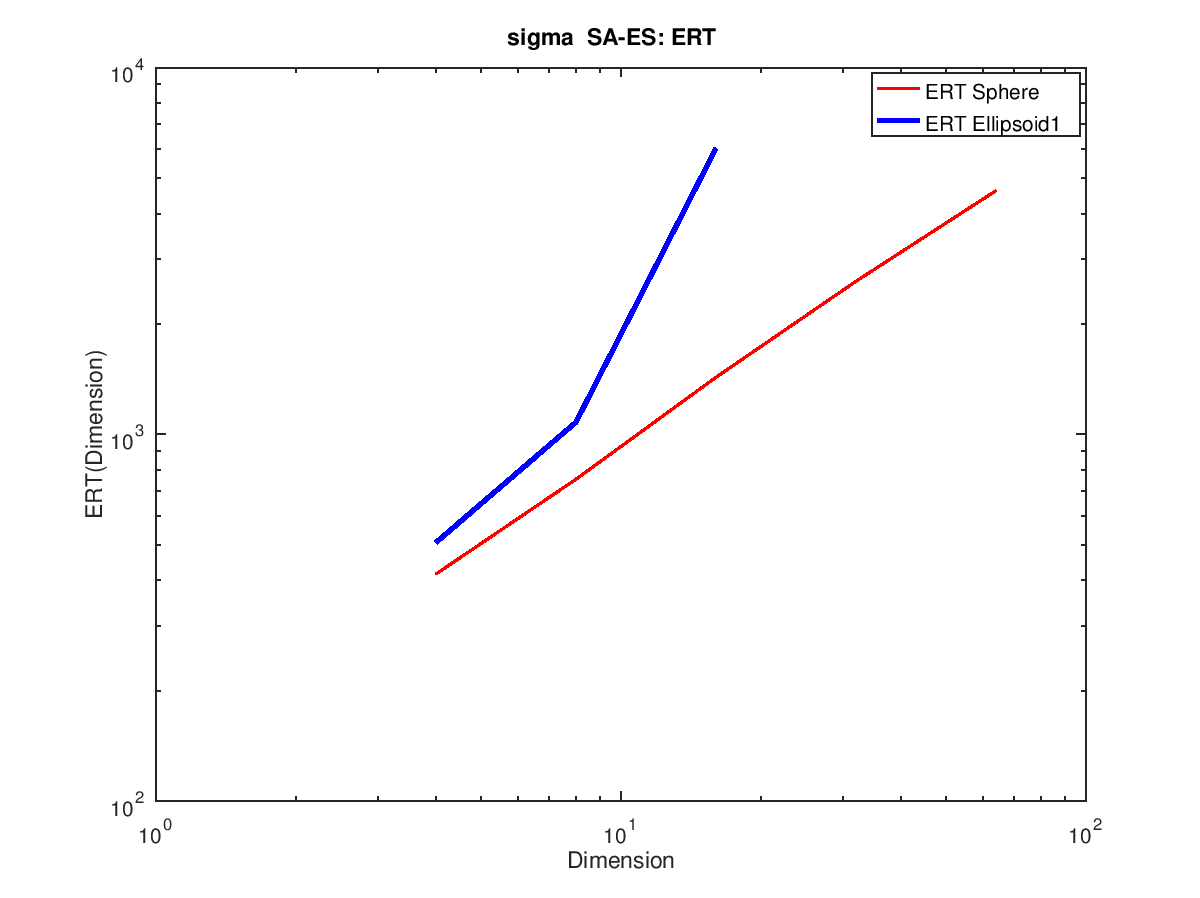 sigma  SA-ES: ERT
10^4
ERT Sphere
ERT Ellipsoid1
ERT(Dimension)
10^3
10^2
10^0
10^1
10^2
Dimension